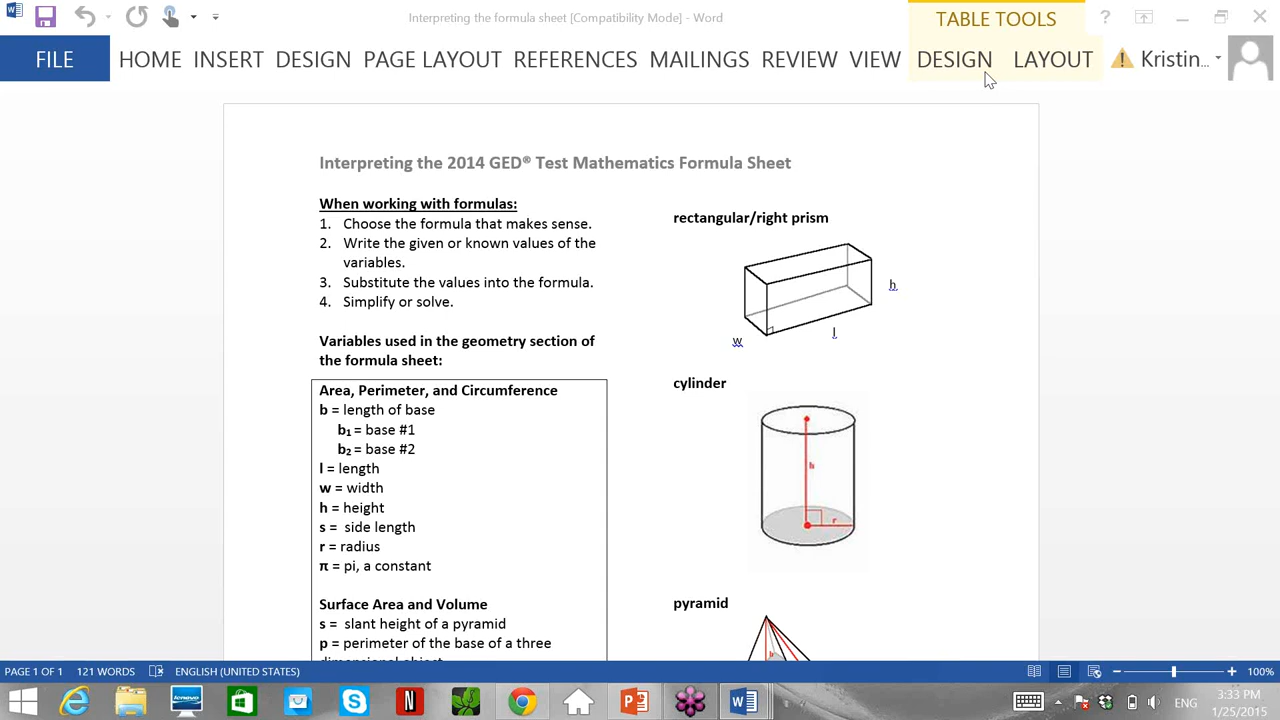 Interpreting the formula sheet [Compatibility Mode] - Word
TABLE TOOLS
?
FILE HOME INSERT DESIGN PAGE LAYOUT REFERENCES MAILINGS REVIEW VIEW DESIGN LAYOUT Kristin...
Interpreting the 2014 GED® Test Mathematics Formula Sheet
When working with formulas:
1. Choose the formula that makes sense.
2. Write the given or known values of the
variables.
3. Substitute the values into the formula.
4. Simplify or solve.
Variables used in the geometry section of
the formula sheet:
Area, Perimeter, and Circumference
b = length of base
b₁ = base #1
b₂ = base #2
l = length
w = width
h = height
s = side length
r = radius
π = pi, a constant
Surface Area and Volume
s = slant height of a pyramid
p = perimeter of the base of a three
dimensional object
rectangular/right prism
h
l
w
cylinder
h
r
pyramid
h
PAGE 1 OF 1 121 WORDS ENGLISH (UNITED STATES) 100%
lenovo
N
ENG
3:33 PM
1/25/2015